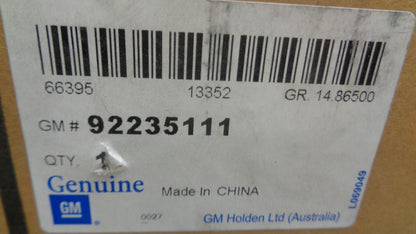 66395 13352 GR. 14.86500
GM # 92235111
QTY. 1
Genuine
Made In CHINA
GM
®
0027
GM Holden Ltd (Australia)
L069049